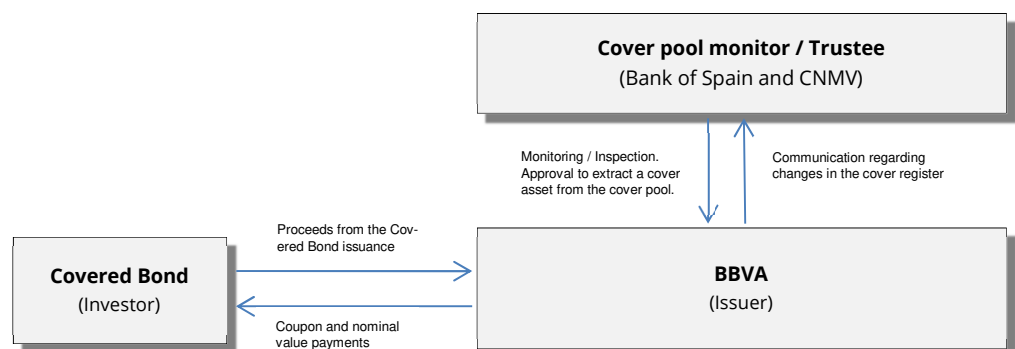 Cover pool monitor / Trustee
(Bank of Spain and CNMV)
Monitoring / Inspection.
Approval to extract a cover
asset from the cover pool.
Communication regarding
changes in the cover register
Proceeds from the Cov-
ered Bond issuance
Covered Bond
(Investor)
BBVA
(Issuer)
Coupon and nominal
value payments